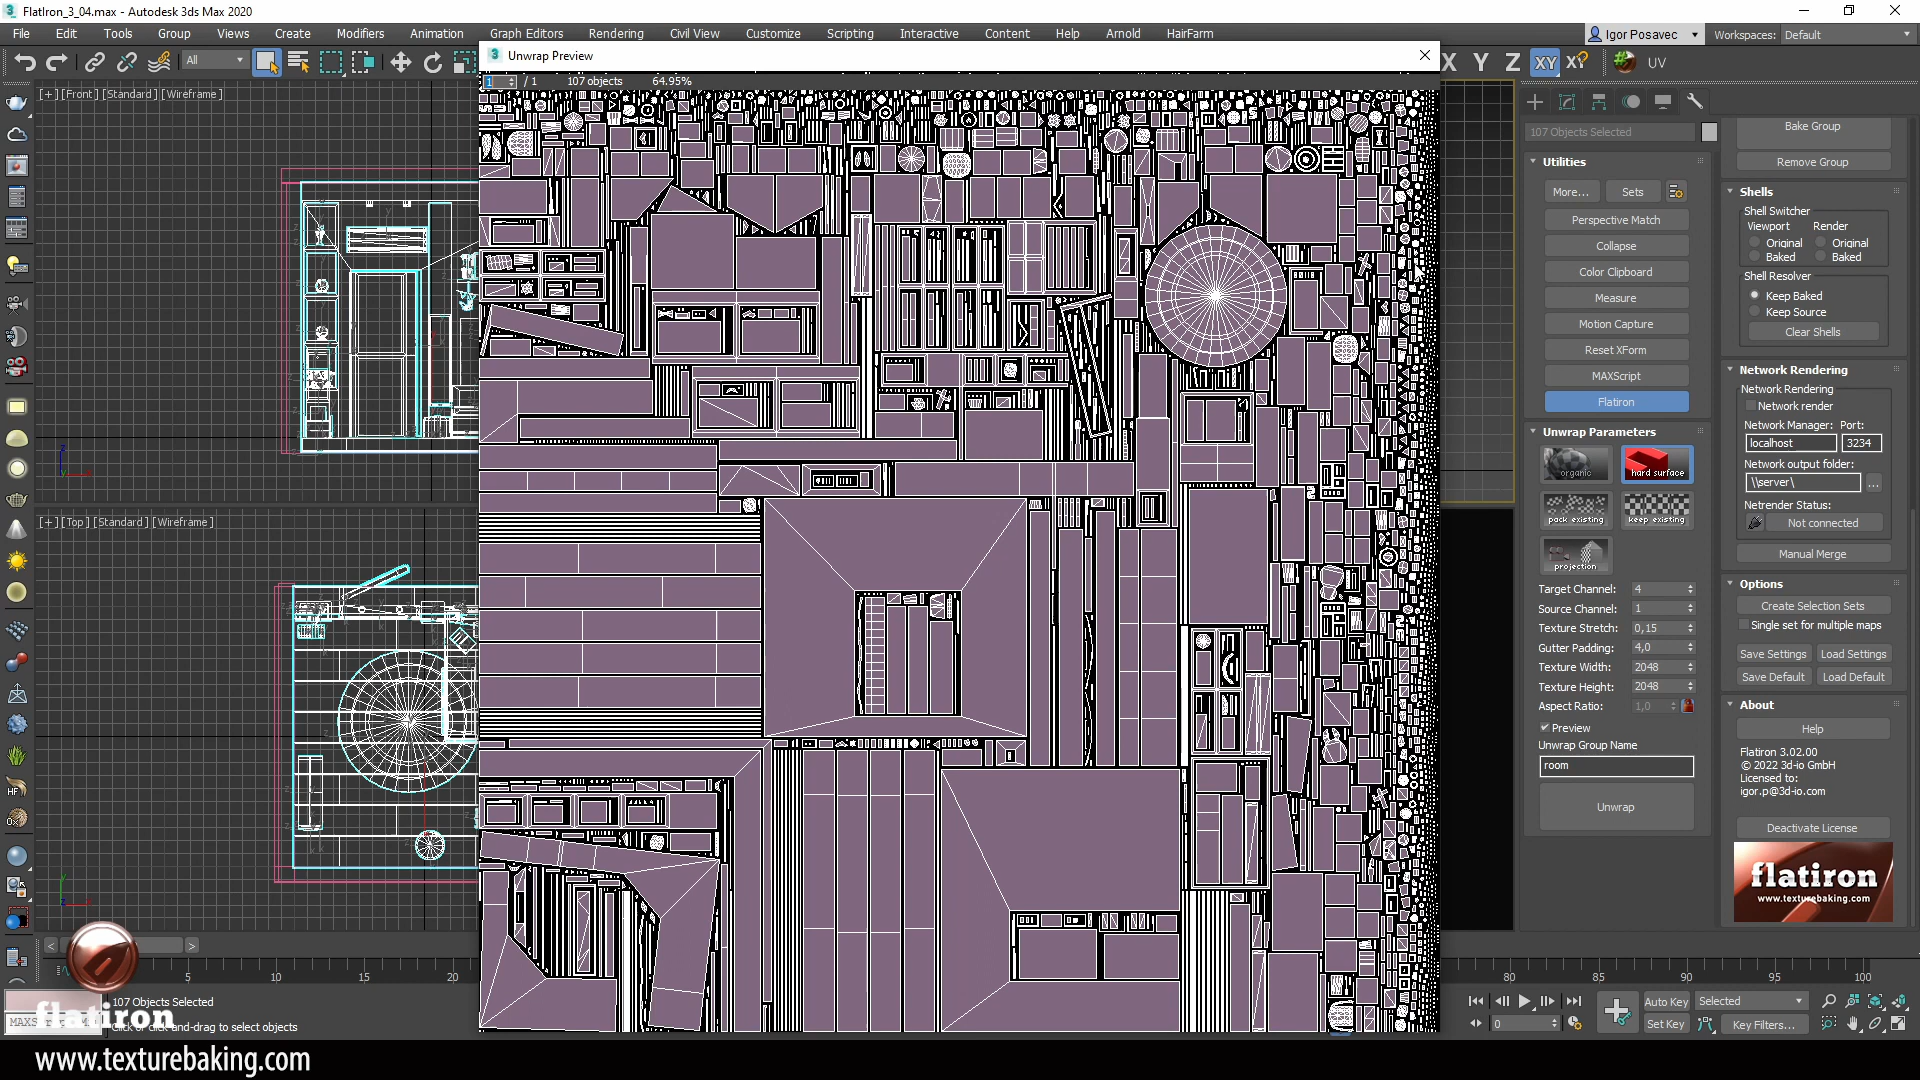 FlatIron_3_04.max - Autodesk 3ds Max 2020
File Edit Tools Group Views Create Modifiers Animation Graph Editors Rendering Civil View Customize Scripting Interactive Content Help Arnold HairFarm
Igor Posavec
Workspaces: Default
All
X Y Z XY XY
UV
Unwrap Preview
1 / 1 107 objects 64.95%
[+] [Front] [Standard] [Wireframe]
[+] [Top] [Standard] [Wireframe]
107 Objects Selected
Utilities
More... Sets
Perspective Match
Collapse
Color Clipboard
Measure
Motion Capture
Reset XForm
MAXScript
Flatiron
Unwrap Parameters
organic
hard surface
pack existing
keep existing
projection
Target Channel: 4
Source Channel: 1
Texture Stretch: 0,15
Gutter Padding: 4,0
Texture Width: 2048
Texture Height: 2048
Aspect Ratio: 1,0
Preview
Unwrap Group Name
room
Unwrap
Bake Group
Remove Group
Shells
Shell Switcher
Viewport Render
Original Original
Baked Baked
Shell Resolver
Keep Baked
Keep Source
Clear Shells
Network Rendering
Network Rendering
Network render
Network Manager: Port:
localhost 3234
Network output folder:
\\server\ ...
Netrender Status:
Not connected
Manual Merge
Options
Create Selection Sets
Single set for multiple maps
Save Settings Load Settings
Save Default Load Default
About
Help
Flatiron 3.02.00
© 2022 3d-io GmbH
Licensed to:
igor.p@3d-io.com
Deactivate License
flatiron
www.texturebaking.com
5 10 15 20 80 85 90 95 100
107 Objects Selected
Click or click-and-drag to select objects
flatiron
Auto Key Selected
0 Set Key Key Filters...
www.texturebaking.com